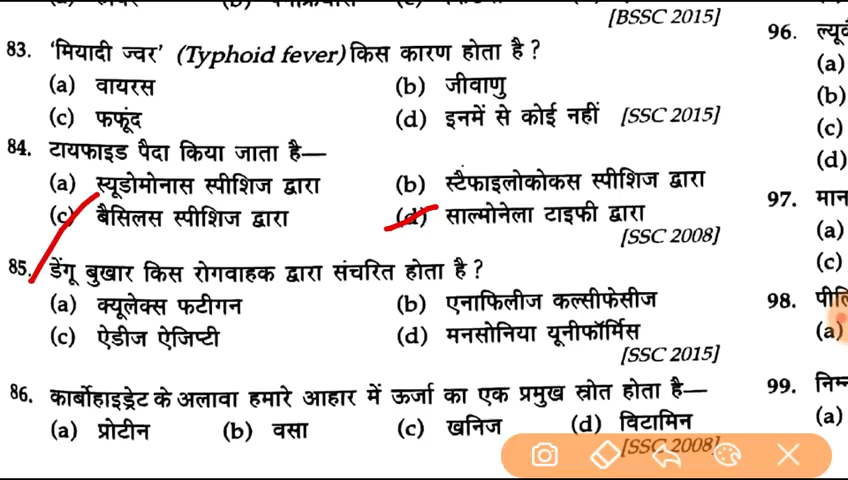 [BSSC 2015]
83. 'मियादी ज्वर' (Typhoid fever) किस कारण होता है ?
(a) वायरस (b) जीवाणु
(c) फफूंद (d) इनमें से कोई नहीं [SSC 2015]
84. टायफाइड पैदा किया जाता है—
(a) स्यूडोमोनास स्पीशिज द्वारा (b) स्टैफाइलोकोकस स्पीशिज द्वारा
(c) बैसिलस स्पीशिज द्वारा (d) साल्मोनेला टाइफी द्वारा
[SSC 2008]
85. डेंगू बुखार किस रोगवाहक द्वारा संचरित होता है ?
(a) क्यूलेक्स फटीगन (b) एनाफिलीज कल्सीफेसीज
(c) ऐडीज ऐजिप्टी (d) मनसोनिया यूनीफॉर्मिस
[SSC 2015]
86. कार्बोहाइड्रेट के अलावा हमारे आहार में ऊर्जा का एक प्रमुख स्रोत होता है—
(a) प्रोटीन (b) वसा (c) खनिज (d) विटामिन
[SSC 2008]
96.
(a)
(b)
(c)
(d)
97. मान
(a)
(c)
98.
(a)
99. निम्न
(a)